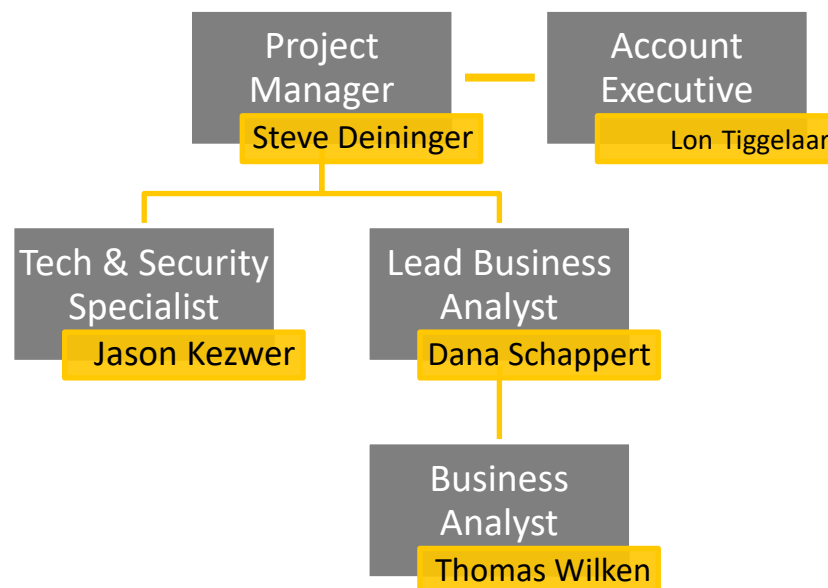 Project
Manager
Steve Deininger
Account
Executive
Lon Tiggelaar
Tech & Security
Specialist
Jason Kezwer
Lead Business
Analyst
Dana Schappert
Business
Analyst
Thomas Wilken